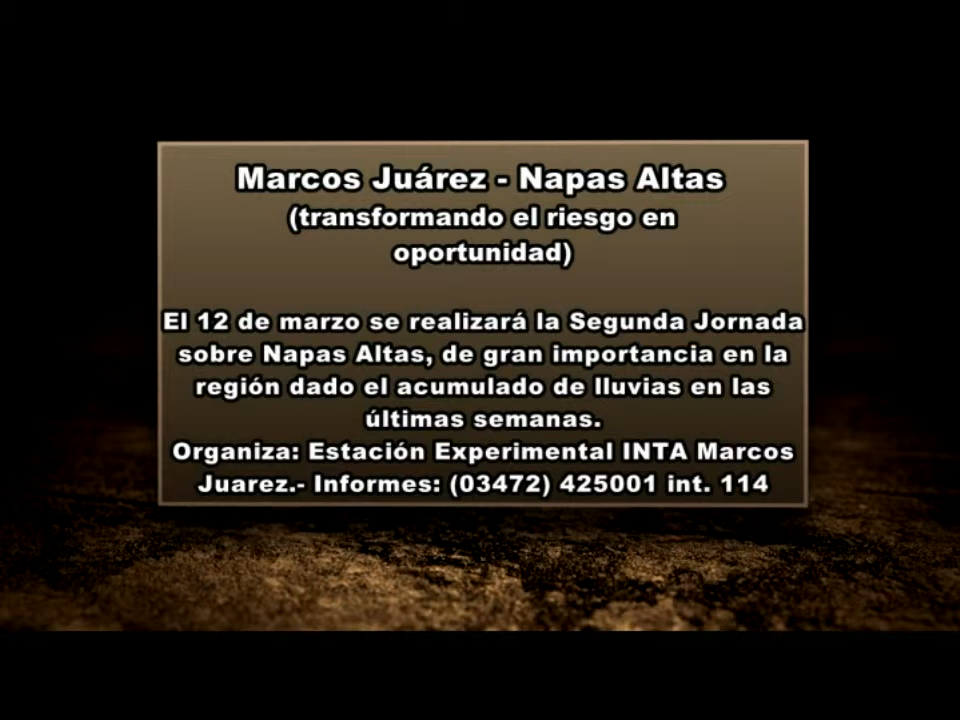 Marcos Juárez - Napas Altas
(transformando el riesgo en
oportunidad)
El 12 de marzo se realizará la Segunda Jornada
sobre Napas Altas, de gran importancia en la
región dado el acumulado de lluvias en las
últimas semanas.
Organiza: Estación Experimental INTA Marcos
Juarez.- Informes: (03472) 425001 int. 114